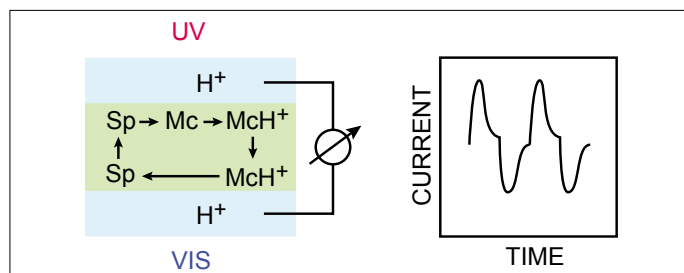 UV
H+
Sp Mc McH+
Sp McH+
H+
VIS
CURRENT
TIME